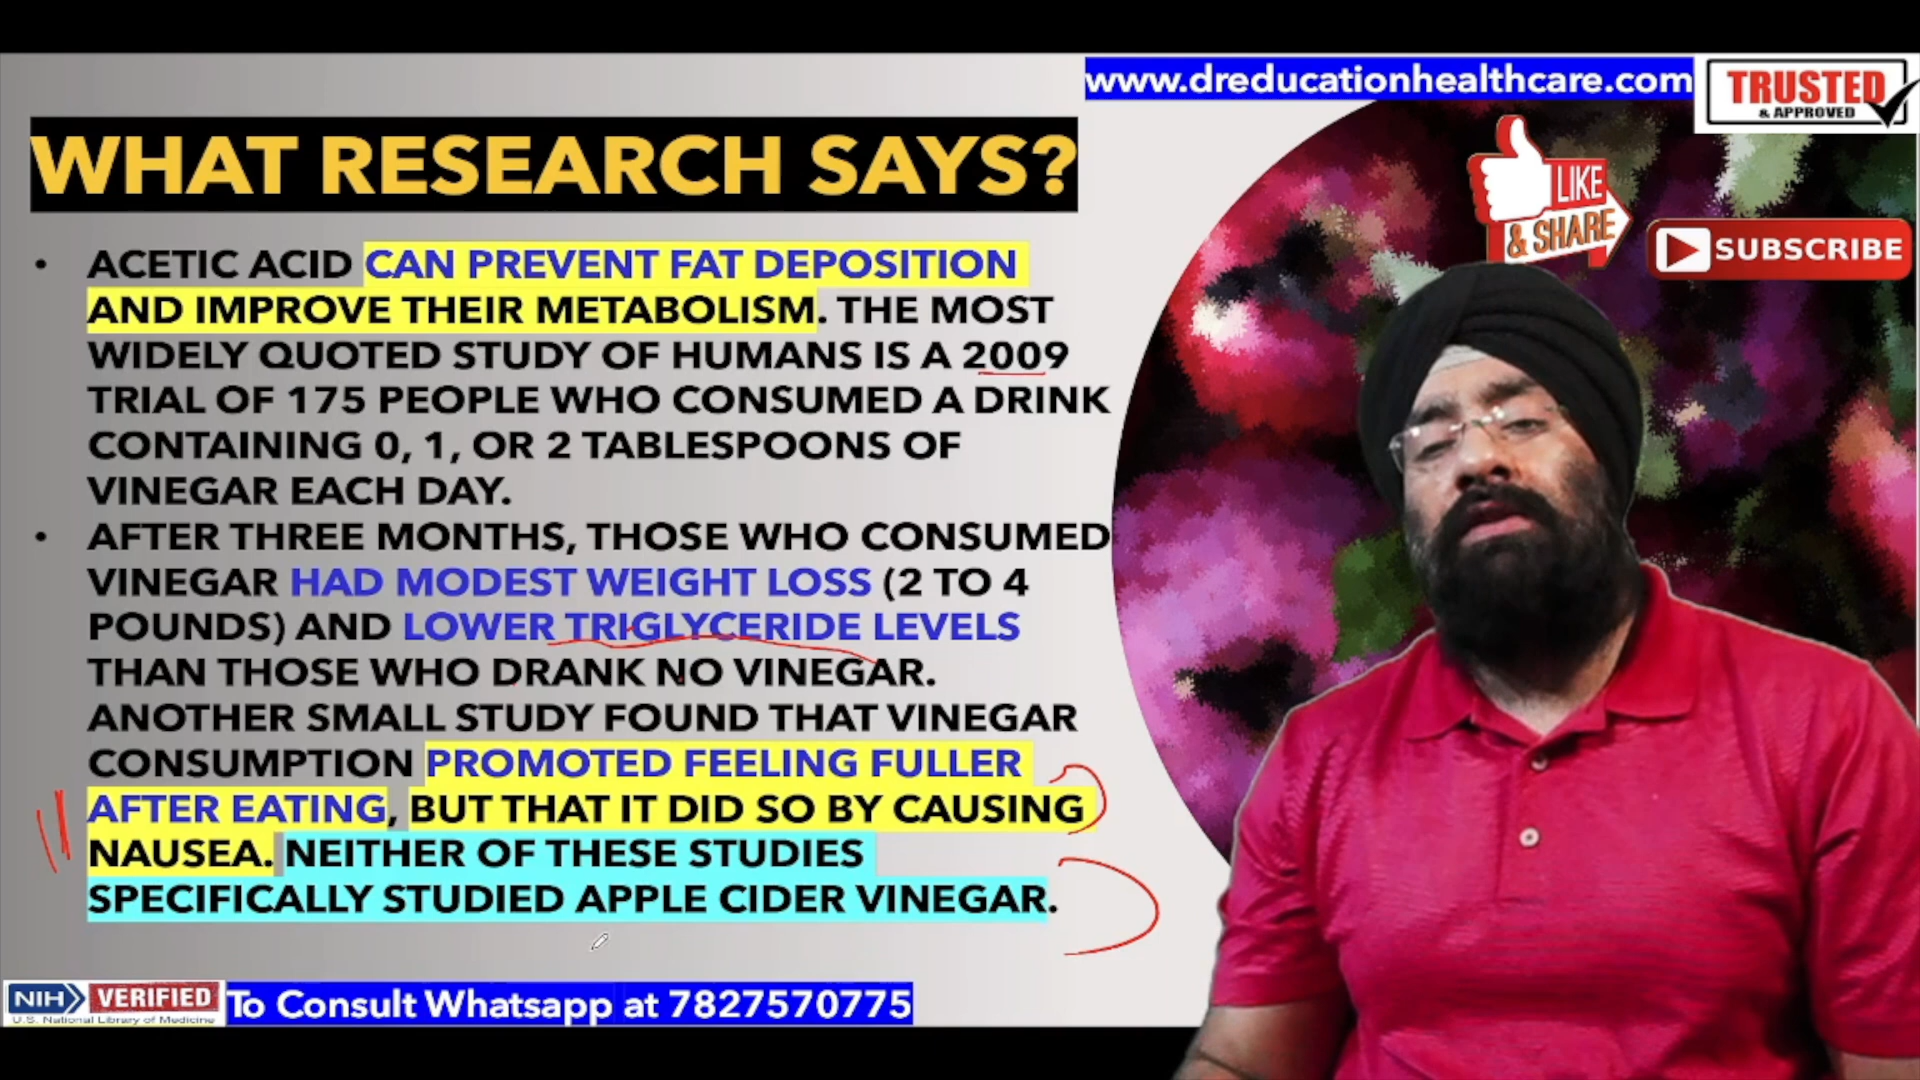 www.dreducationhealthcare.com
TRUSTED
& APPROVED
WHAT RESEARCH SAYS?
LIKE
& SHARE
SUBSCRIBE
• ACETIC ACID CAN PREVENT FAT DEPOSITION
AND IMPROVE THEIR METABOLISM. THE MOST
WIDELY QUOTED STUDY OF HUMANS IS A 2009
TRIAL OF 175 PEOPLE WHO CONSUMED A DRINK
CONTAINING 0, 1, OR 2 TABLESPOONS OF
VINEGAR EACH DAY.
• AFTER THREE MONTHS, THOSE WHO CONSUMED
VINEGAR HAD MODEST WEIGHT LOSS (2 TO 4
POUNDS) AND LOWER TRIGLYCERIDE LEVELS
THAN THOSE WHO DRANK NO VINEGAR.
ANOTHER SMALL STUDY FOUND THAT VINEGAR
CONSUMPTION PROMOTED FEELING FULLER
AFTER EATING, BUT THAT IT DID SO BY CAUSING
NAUSEA. NEITHER OF THESE STUDIES
SPECIFICALLY STUDIED APPLE CIDER VINEGAR.
NIH VERIFIED
U.S. National Library of Medicine
To Consult Whatsapp at 7827570775